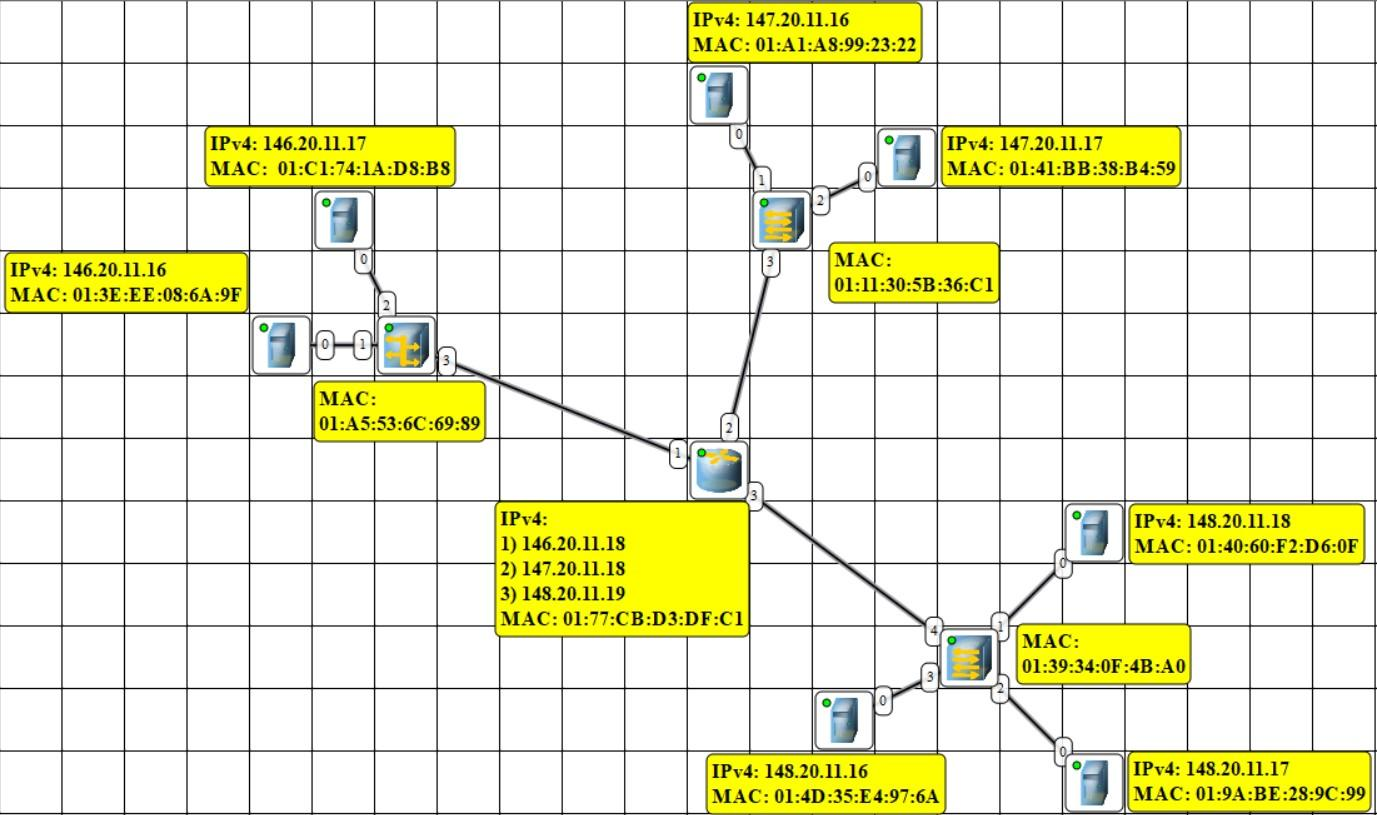 IPv4: 147.20.11.16
MAC: 01:A1:A8:99:23:22
0
1
2
0
3
IPv4: 147.20.11.17
MAC: 01:41:BB:38:B4:59
MAC:
01:11:30:5B:36:C1
IPv4: 146.20.11.17
MAC: 01:C1:74:1A:D8:B8
0
2
IPv4: 146.20.11.16
MAC: 01:3E:EE:08:6A:9F
0
1
3
MAC:
01:A5:53:6C:69:89
2
1
3
IPv4:
1) 146.20.11.18
2) 147.20.11.18
3) 148.20.11.19
MAC: 01:77:CB:D3:DF:C1
IPv4: 148.20.11.18
MAC: 01:40:60:F2:D6:0F
0
4
1
3
2
MAC:
01:39:34:0F:4B:A0
0
0
IPv4: 148.20.11.16
MAC: 01:4D:35:E4:97:6A
IPv4: 148.20.11.17
MAC: 01:9A:BE:28:9C:99